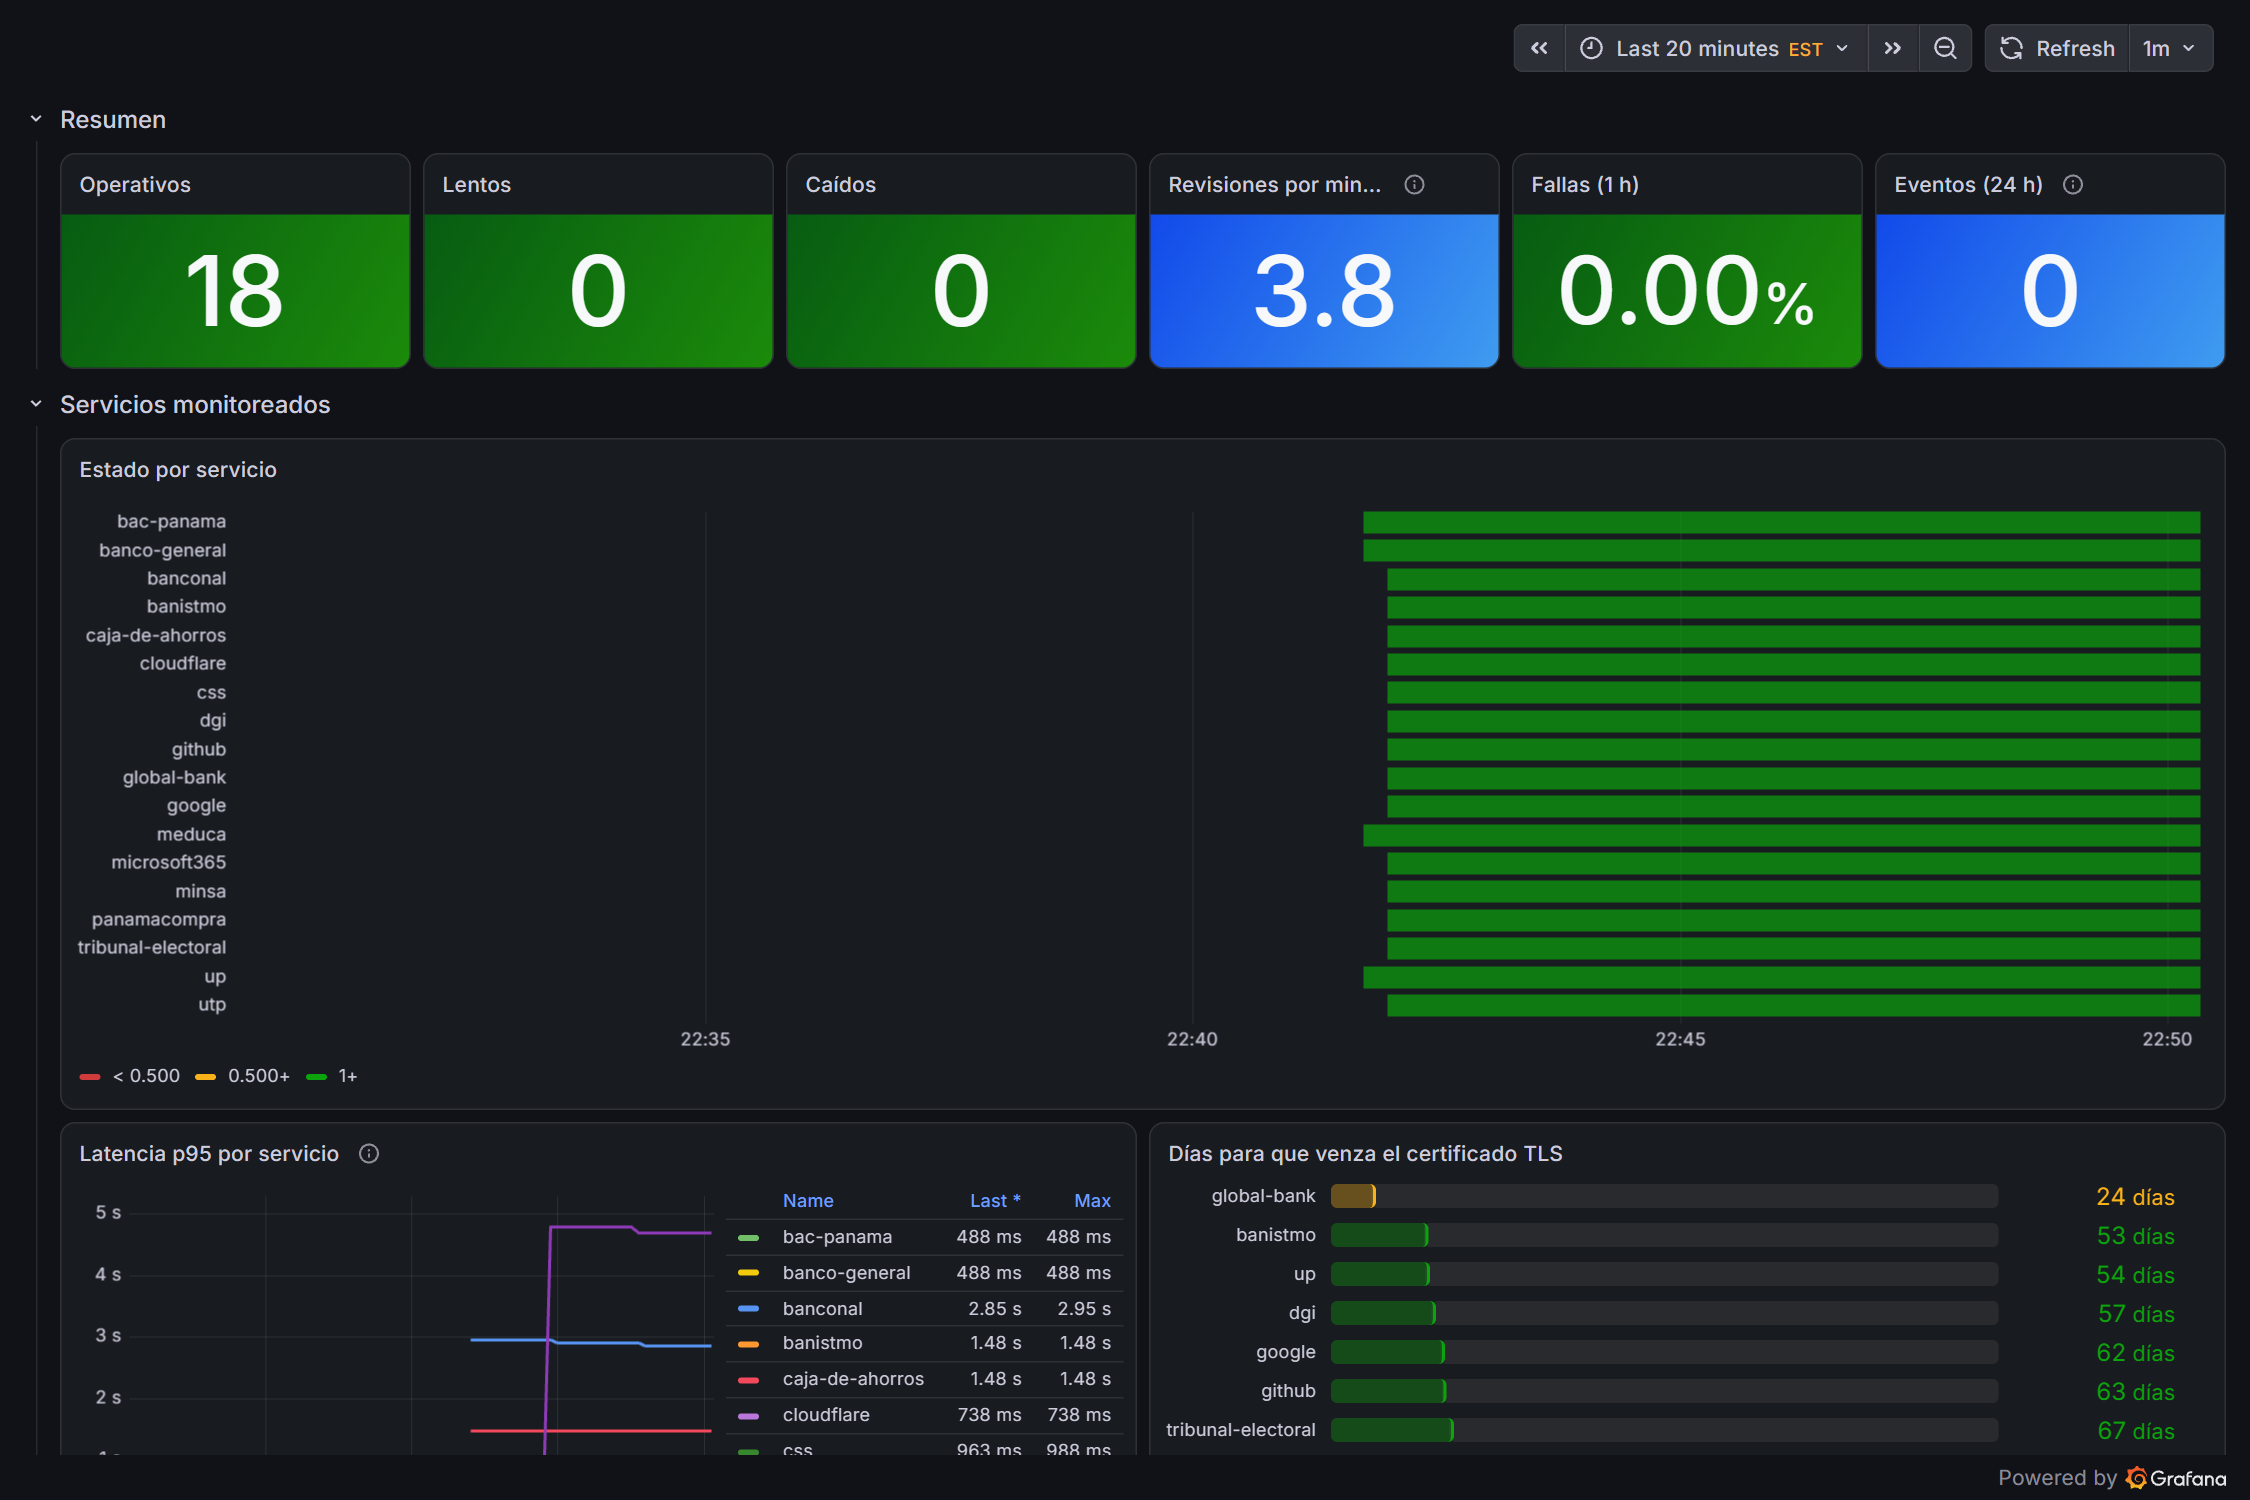 Last 20 minutes EST
Refresh
1m
Resumen
Operativos
Lentos
Caídos
Revisiones por min...
Fallas (1 h)
Eventos (24 h)
18
0
0
3.8
0.00%
0
Servicios monitoreados
Estado por servicio
bac-panama
banco-general
banconal
banistmo
caja-de-ahorros
cloudflare
css
dgi
github
global-bank
google
meduca
microsoft365
minsa
panamacompra
tribunal-electoral
up
utp
22:35 22:40 22:45 22:50
< 0.500 0.500+ 1+
Latencia p95 por servicio
5 s
4 s
3 s
2 s
Name Last * Max
bac-panama 488 ms 488 ms
banco-general 488 ms 488 ms
banconal 2.85 s 2.95 s
banistmo 1.48 s 1.48 s
caja-de-ahorros 1.48 s 1.48 s
cloudflare 738 ms 738 ms
css 963 ms 988 ms
Días para que venza el certificado TLS
global-bank 24 días
banistmo 53 días
up 54 días
dgi 57 días
google 62 días
github 63 días
tribunal-electoral 67 días
Powered by Grafana